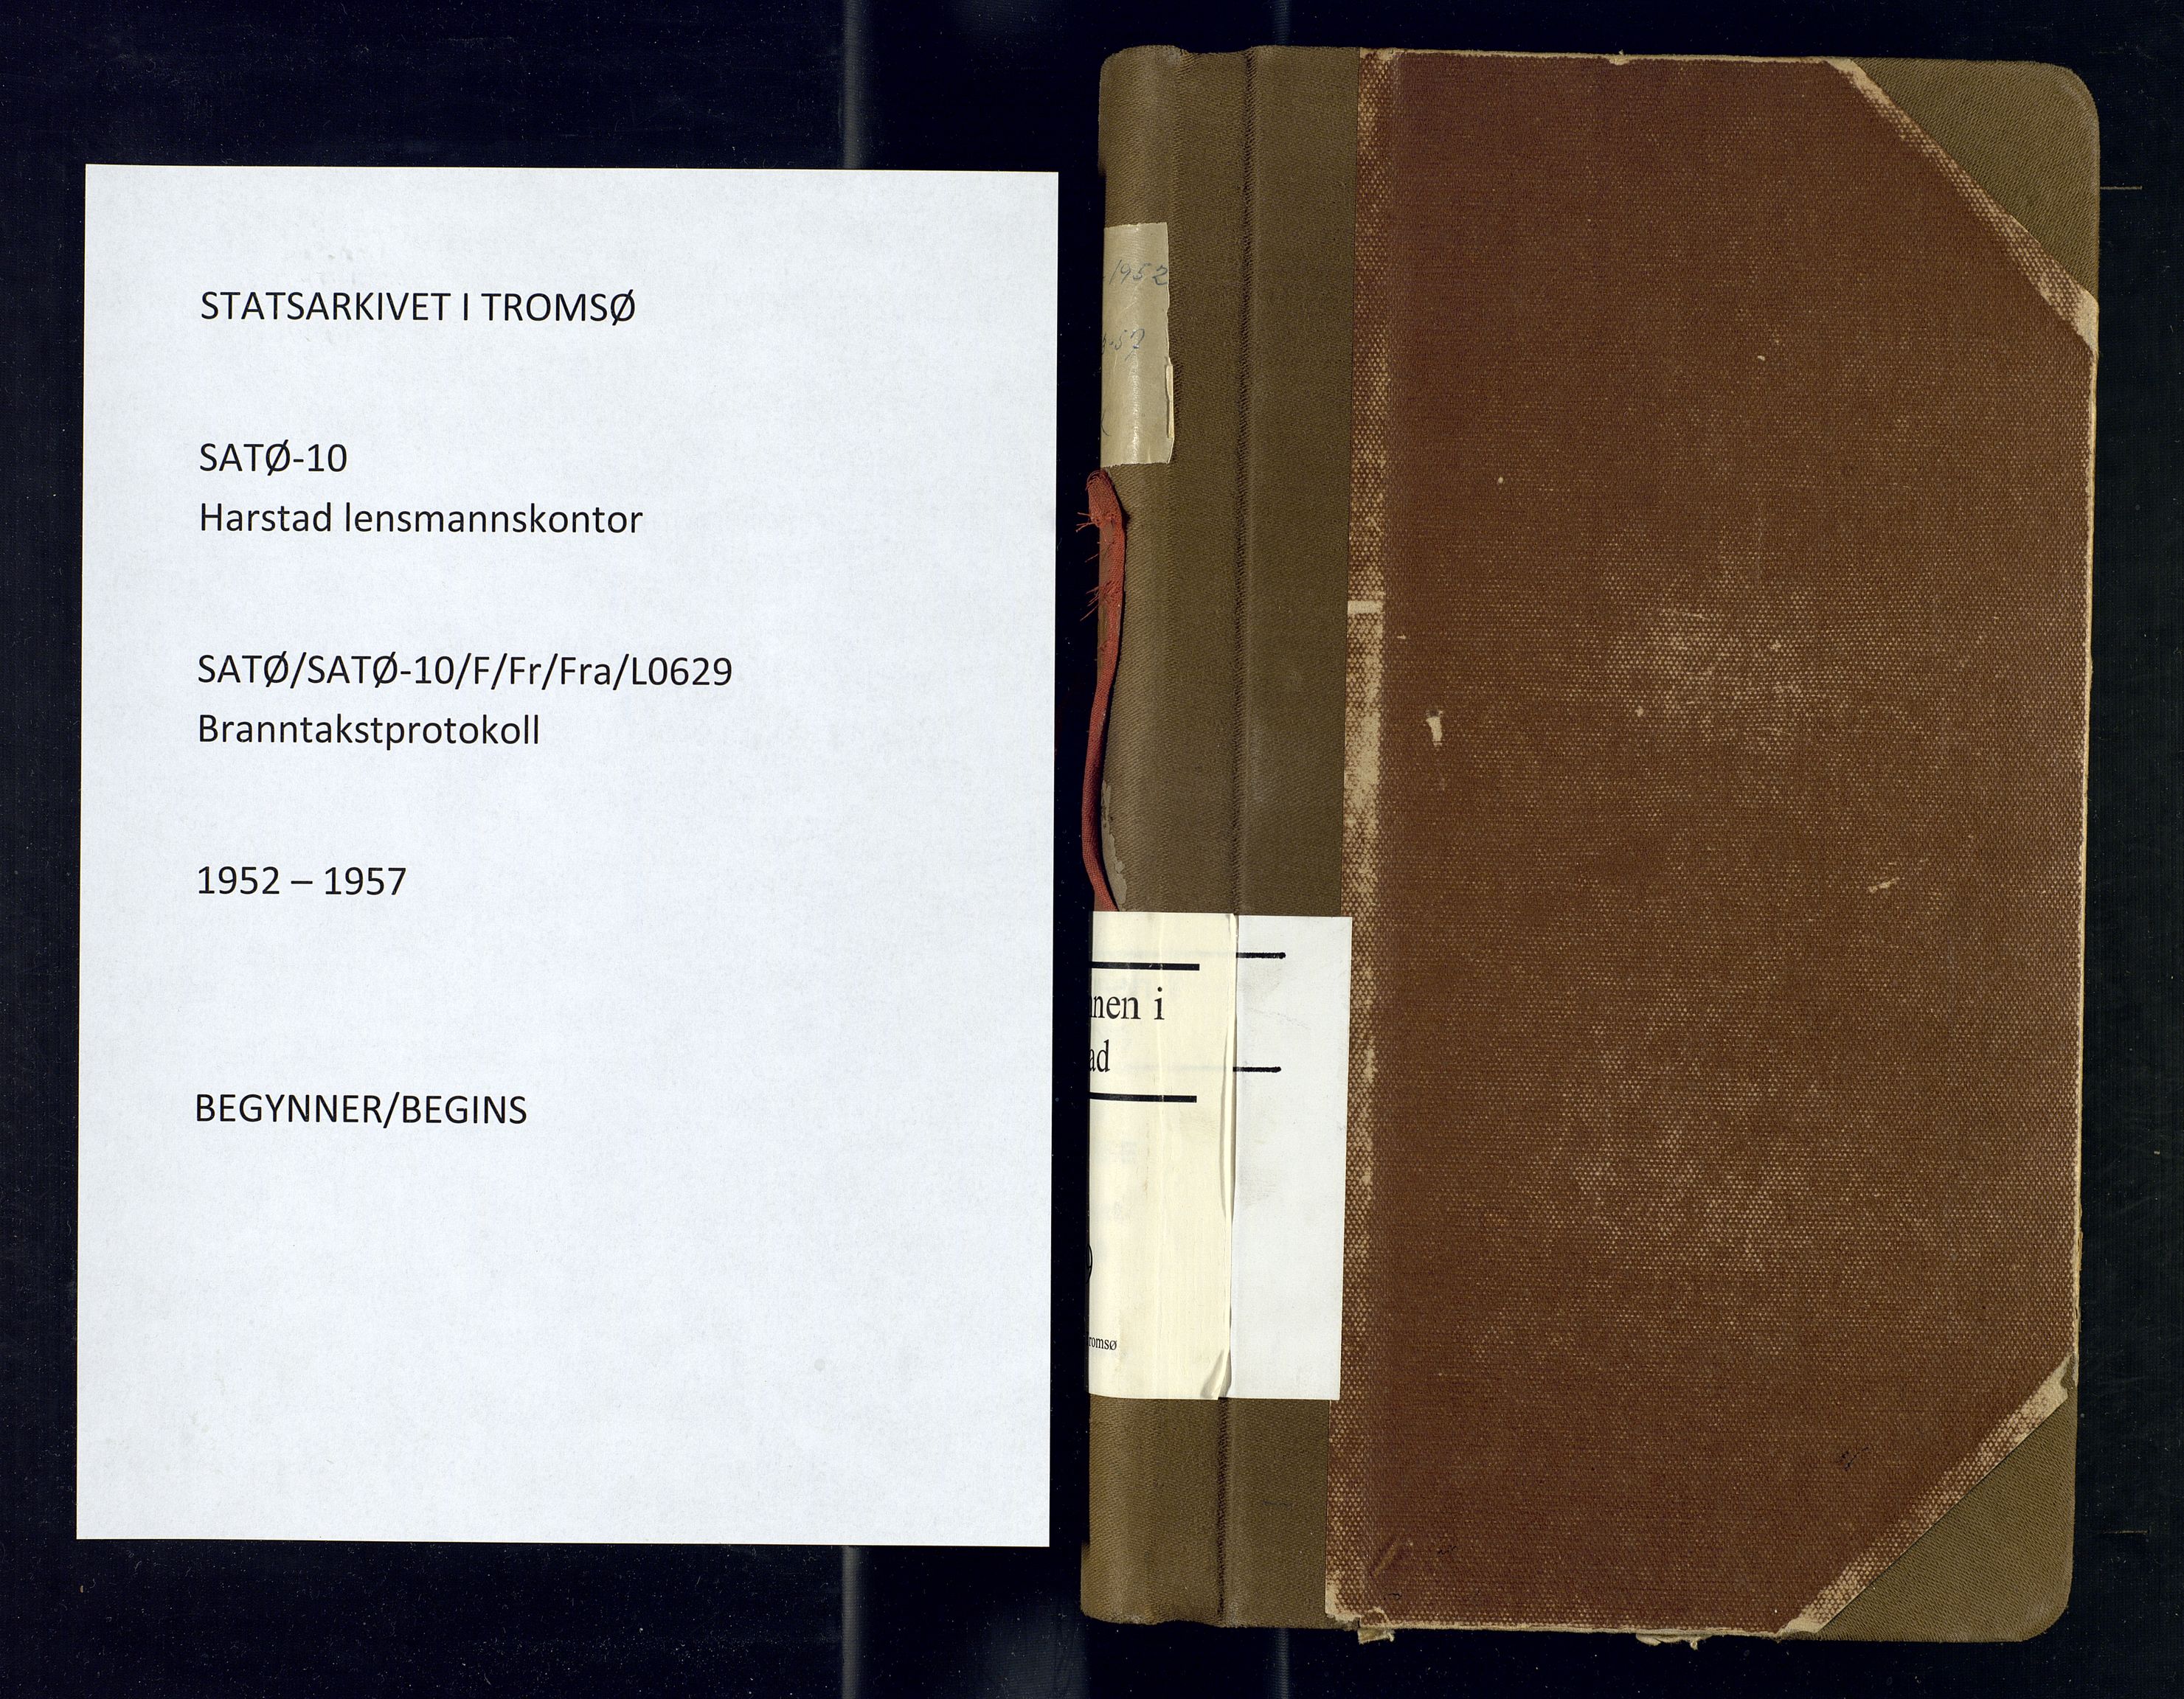 STATSARKIVET I TROMSØ
SATØ-10
Harstad lensmannskontor
SATØ/SATØ-10/F/Fr/Fra/L0629
Branntakstprotokoll
1952 – 1957
BEGYNNER/BEGINS
1952
nen i
ad
romsø